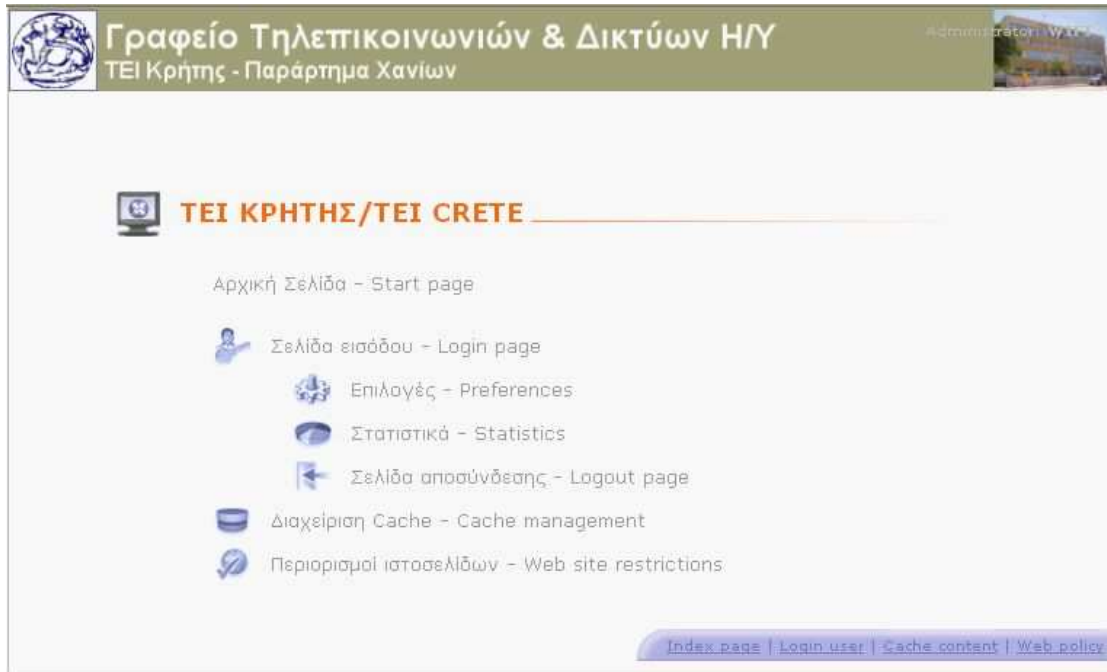 Γραφείο Τηλεπικοινωνιών & Δικτύων Η/Υ
ΤΕΙ Κρήτης - Παράρτημα Χανίων
Administrator:
ΤΕΙ ΚΡΗΤΗΣ/TEI CRETE
Αρχική Σελίδα - Start page
Σελίδα εισόδου - Login page
Επιλογές - Preferences
Στατιστικά - Statistics
Σελίδα αποσύνδεσης - Logout page
Διαχείριση Cache - Cache management
Περιορισμοί ιστοσελίδων - Web site restrictions
Index page | Login user | Cache content | Web policy